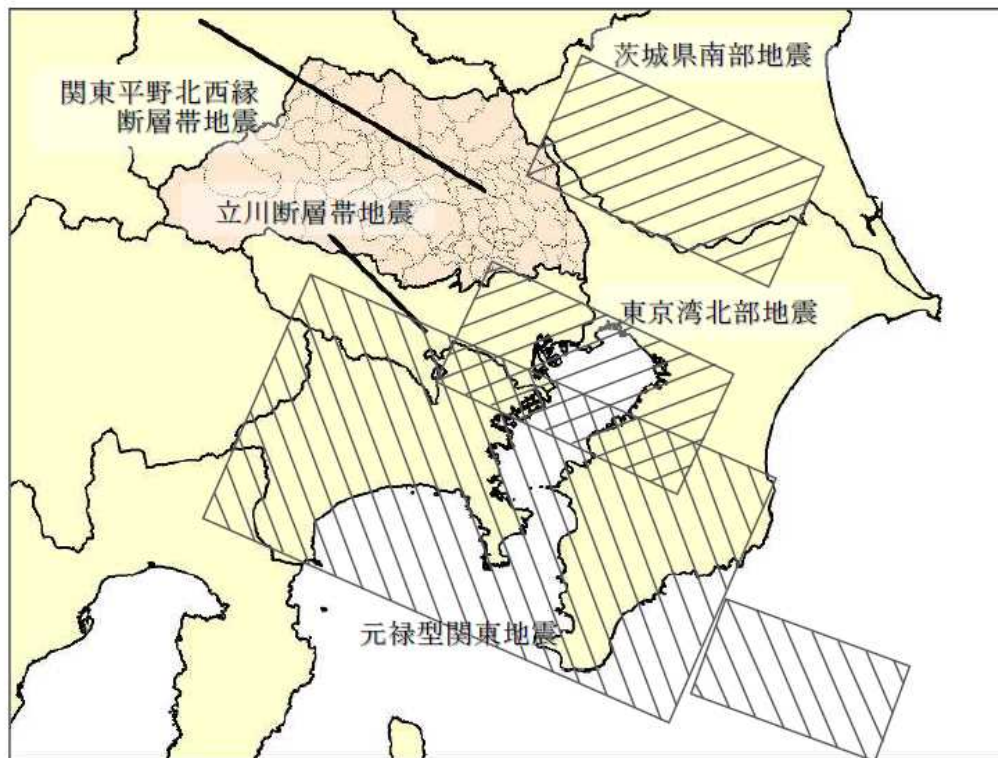 茨城県南部地震
関東平野北西縁
断層帯地震
立川断層帯地震
東京湾北部地震
元禄型関東地震